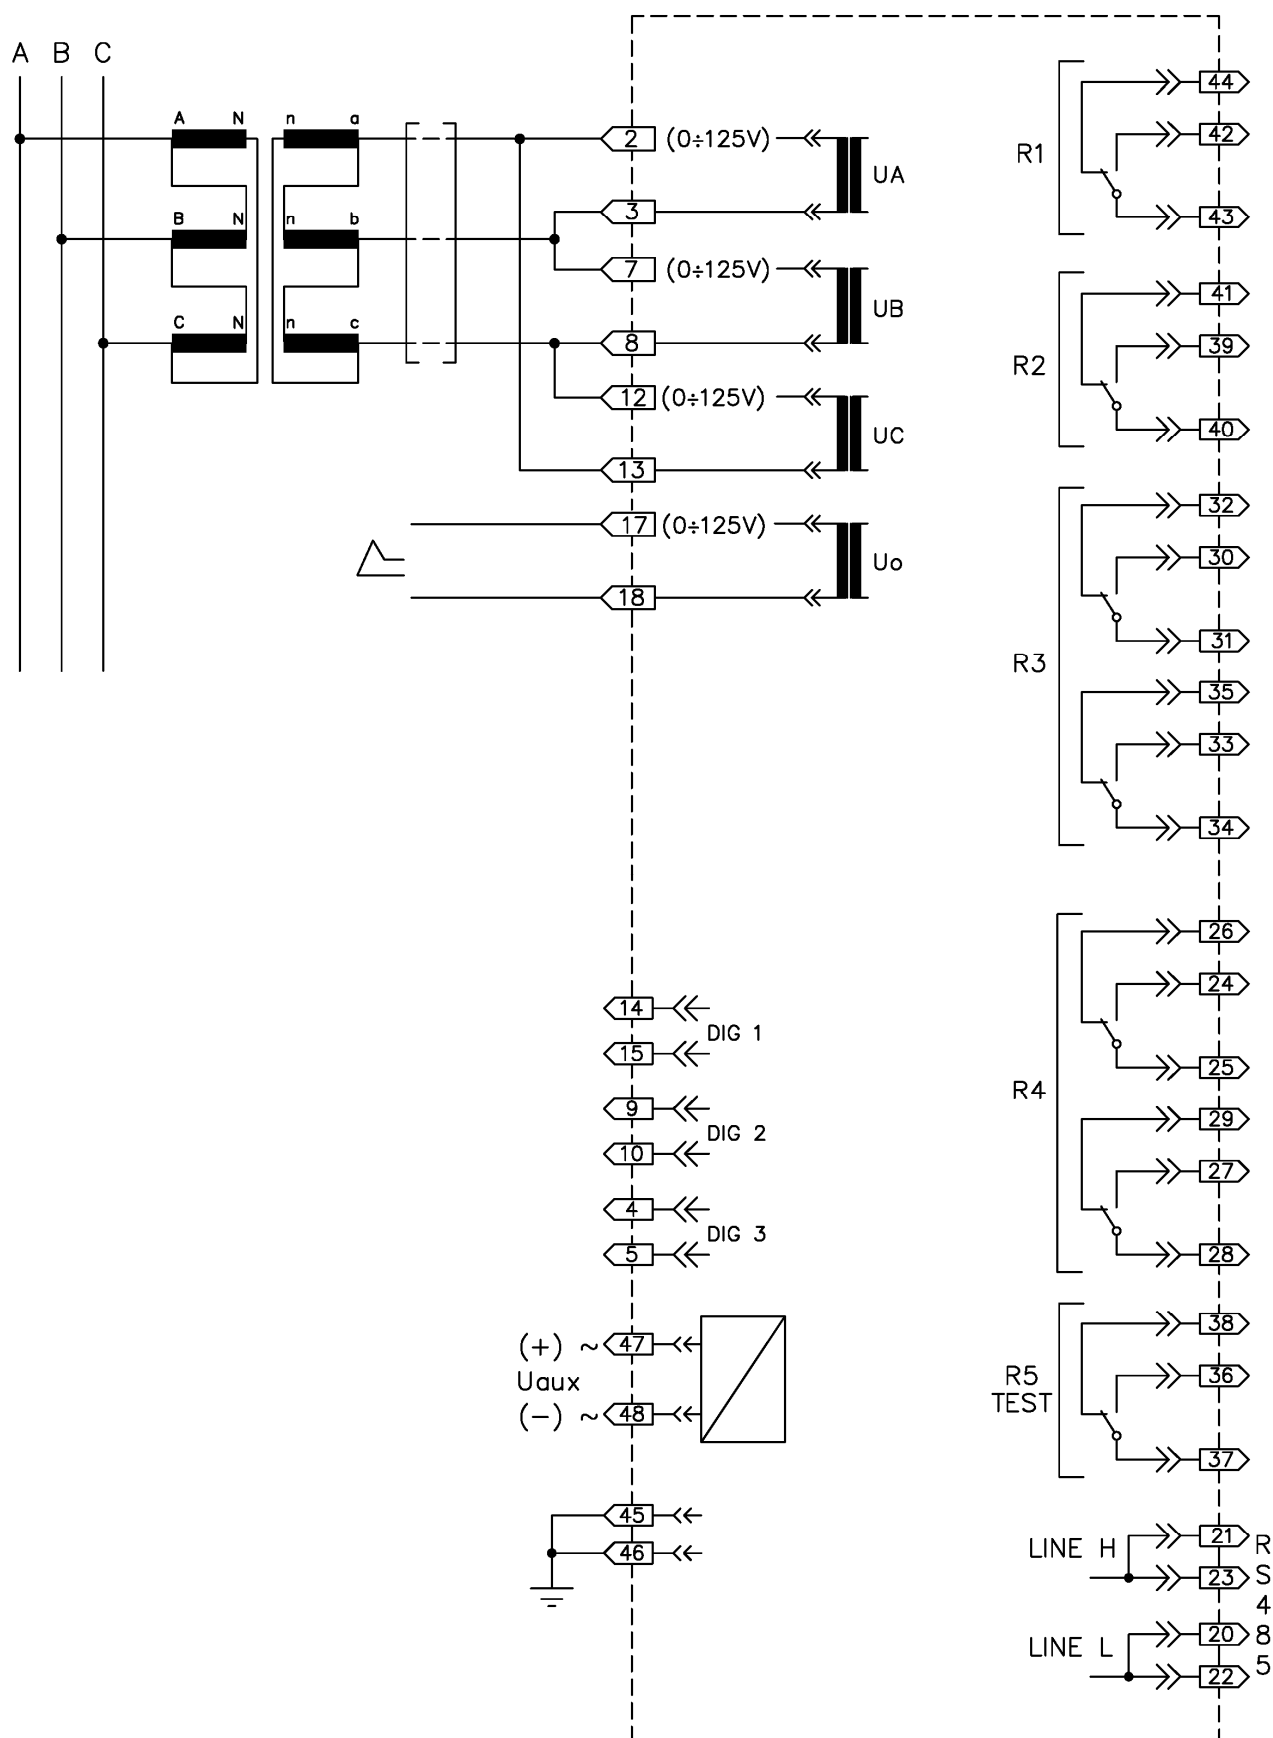 A B C
A N n a
B N n b
C N n c
2 (0÷125V)
UA
3
7 (0÷125V)
UB
8
12 (0÷125V)
UC
13
17 (0÷125V)
Uo
18
14
DIG 1
15
9
DIG 2
10
4
DIG 3
5
(+) ~ 47
Uaux
(-) ~ 48
45
46
44
R1
42
43
41
R2
39
40
32
30
31
R3
35
33
34
26
24
25
R4
29
27
28
38
R5
TEST
36
37
LINE H
21
23
LINE L
20
22
R
S
4
8
5